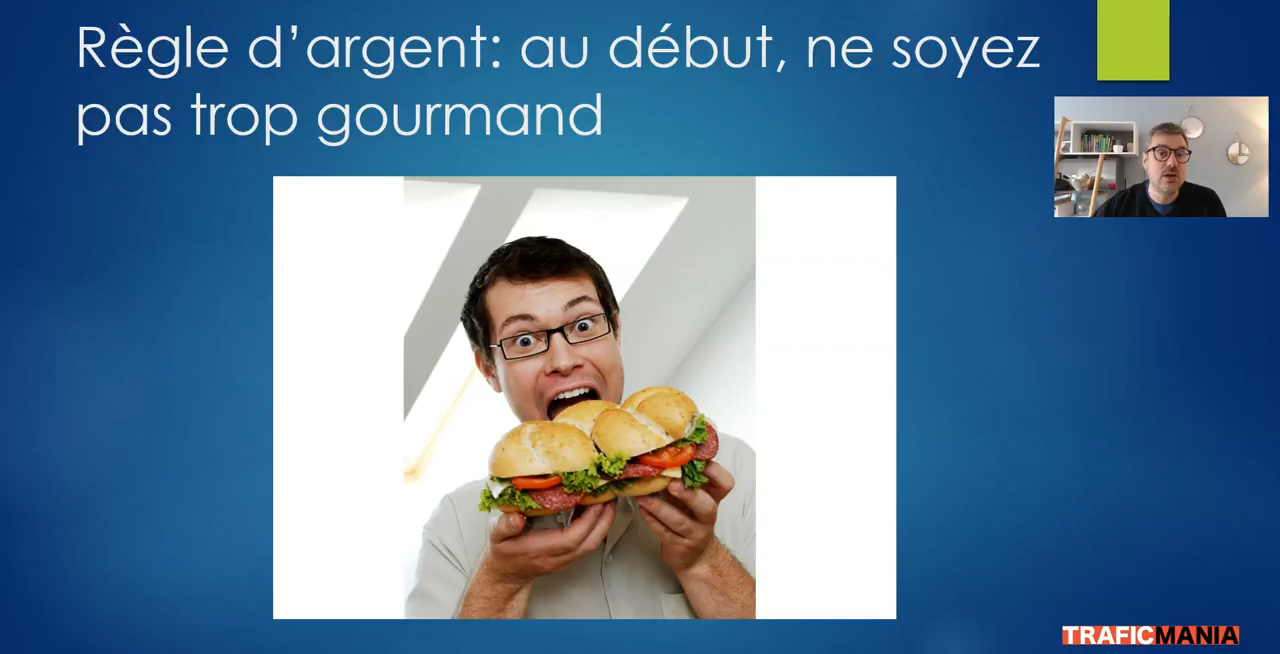 Règle d’argent: au début, ne soyez
pas trop gourmand
TRAFICMANIA